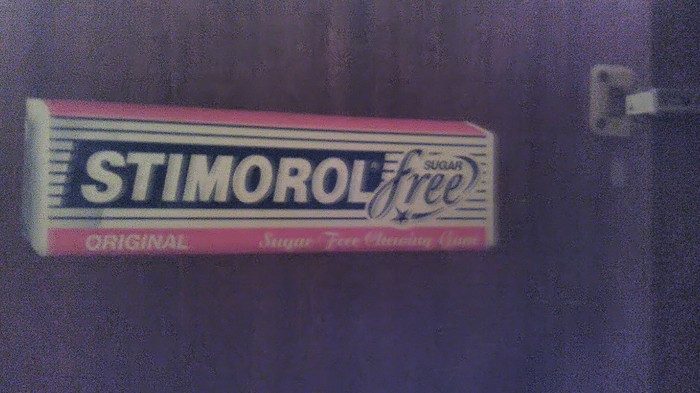 STIMOROL®
SUGAR
free
ORIGINAL Sugar Free Chewing Gum